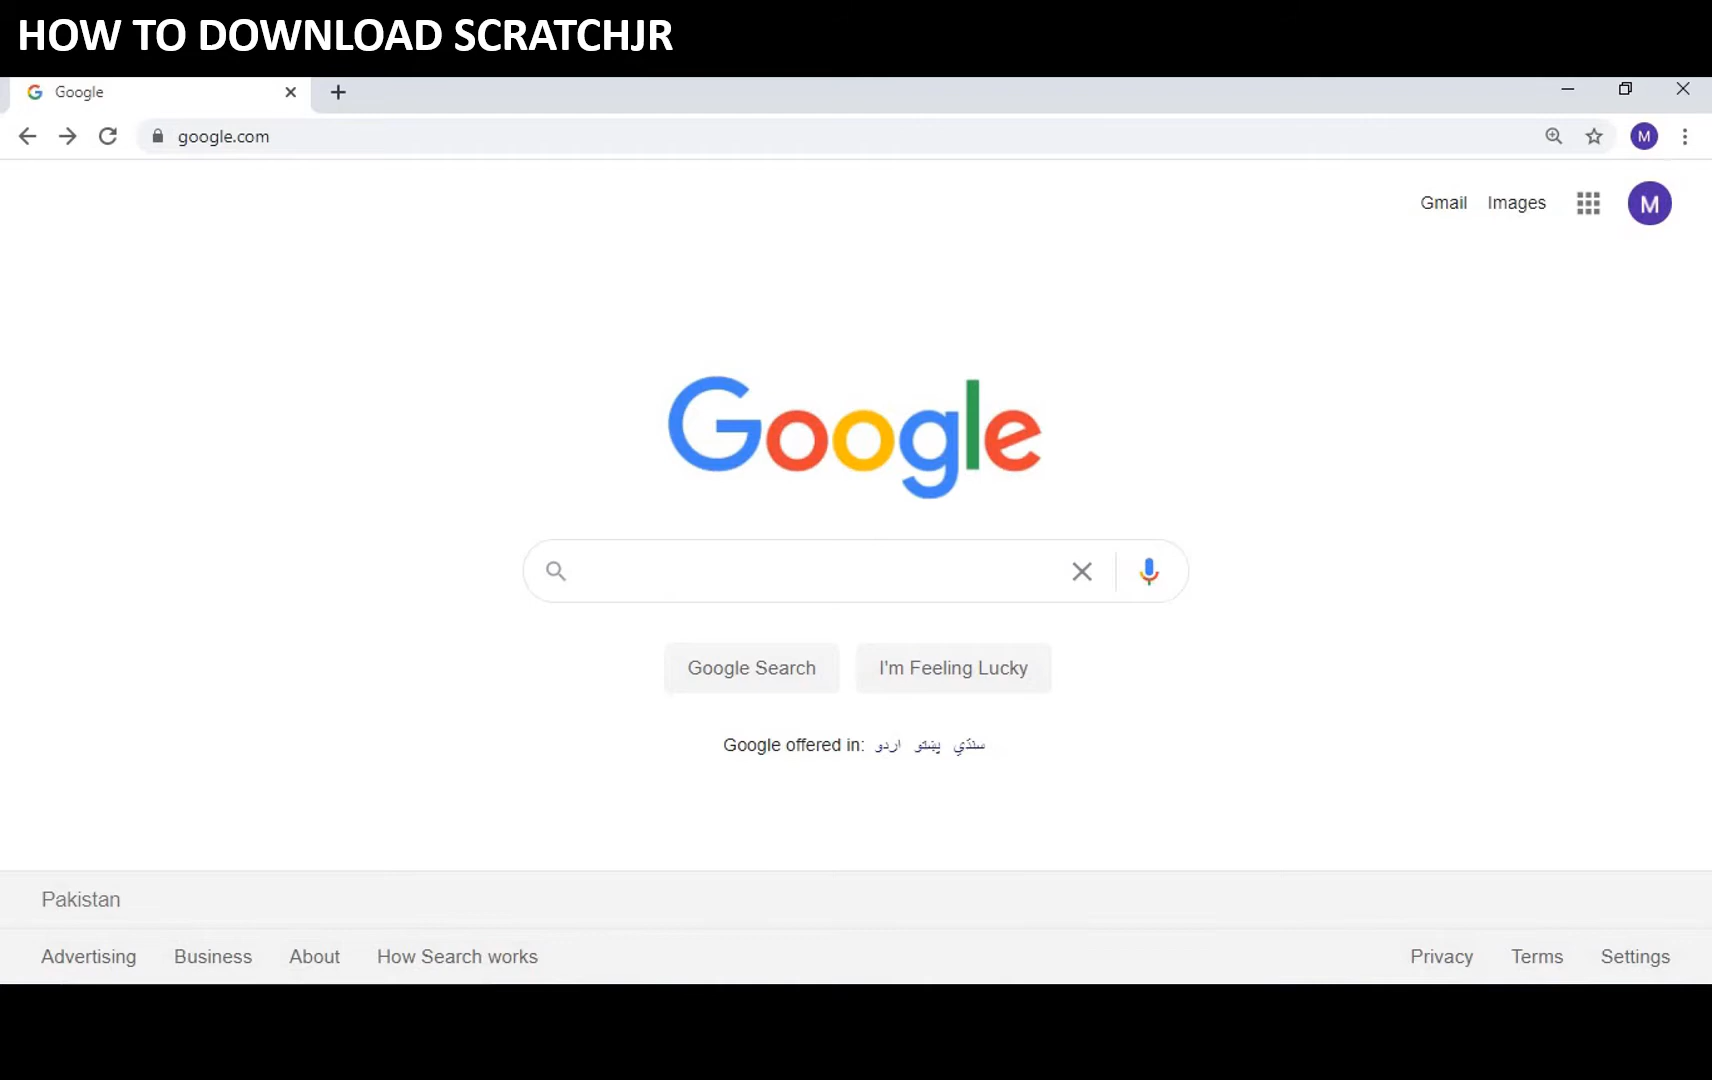 HOW TO DOWNLOAD SCRATCHJR
Google
google.com
M
Gmail Images M
Google
Google Search I'm Feeling Lucky
Google offered in: اردو پښتو سنڌي
Pakistan
Advertising Business About How Search works Privacy Terms Settings